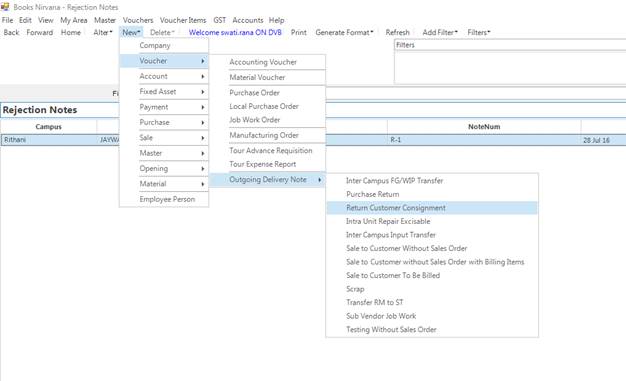 Books Nirvana - Rejection Notes
File Edit View My Area Master Vouchers Voucher Items GST Accounts Help
Back Forward Home Alter New Delete Welcome swati.rana ON DVB Print Generate Format Refresh Add Filter Filters
Filters
Company
Voucher
Account
Fixed Asset
Payment
Purchase
Sale
Master
Opening
Material
Employee Person
Accounting Voucher
Material Voucher
Purchase Order
Local Purchase Order
Job Work Order
Manufacturing Order
Tour Advance Requisition
Tour Expense Report
Outgoing Delivery Note
Inter Campus FG/WIP Transfer
Purchase Return
Return Customer Consignment
Intra Unit Repair Excisable
Inter Campus Input Transfer
Sale to Customer Without Sales Order
Sale to Customer without Sales Order with Billing Items
Sale to Customer To Be Billed
Scrap
Transfer RM to ST
Sub Vendor Job Work
Testing Without Sales Order
Rejection Notes
Campus NoteNum
Rithani R-1 28 Jul 16